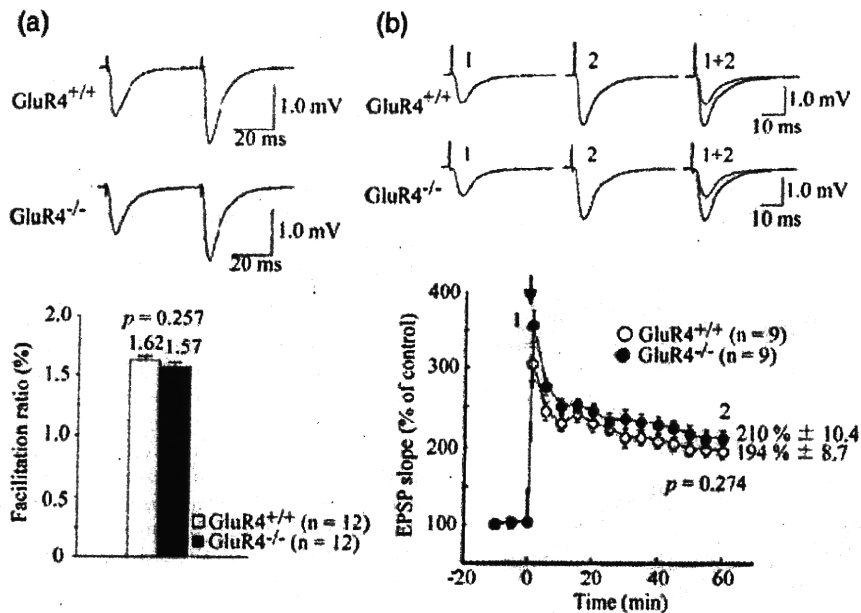 (a)
GluR4+/+
1.0 mV
20 ms
GluR4-/-
1.0 mV
20 ms
Facilitation ratio (%)
2.0
1.5
1.0
0.5
0
p = 0.257
1.62
1.57
GluR4+/+ (n = 12)
GluR4-/- (n = 12)
(b)
1
2
1+2
GluR4+/+
1.0 mV
10 ms
1
2
1+2
GluR4-/-
1.0 mV
10 ms
EPSP slope (% of control)
400
300
200
100
1
GluR4+/+ (n = 9)
GluR4-/- (n = 9)
2
210 % ± 10.4
194 % ± 8.7
p = 0.274
-20
0
20
40
60
Time (min)